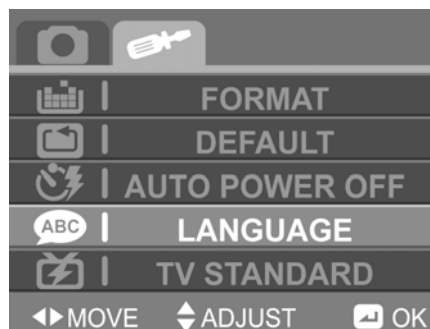 FORMAT
DEFAULT
AUTO POWER OFF
ABC LANGUAGE
TV STANDARD
MOVE ADJUST OK